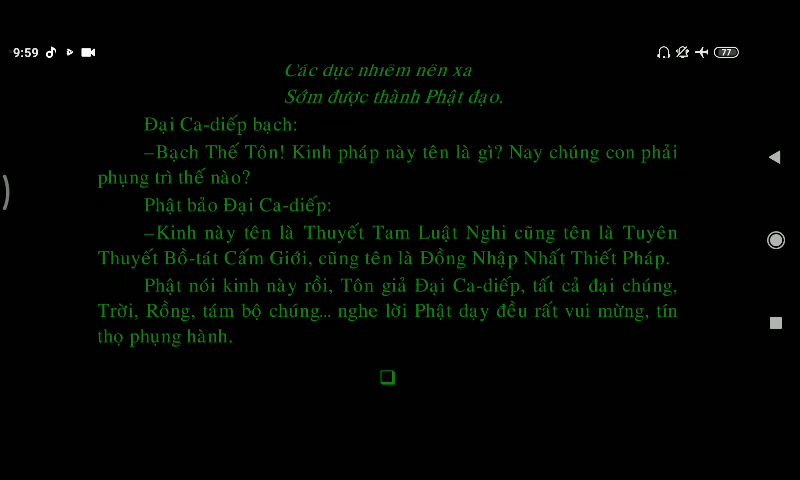 9:59
77
Các dục nhiễm nên xa
Sớm được thành Phật đạo.
Đại Ca-diếp bạch:
–Bạch Thế Tôn! Kinh pháp này tên là gì? Nay chúng con phải
phụng trì thế nào?
Phật bảo Đại Ca-diếp:
–Kinh này tên là Thuyết Tam Luật Nghi cũng tên là Tuyên
Thuyết Bồ-tát Cấm Giới, cũng tên là Đồng Nhập Nhất Thiết Pháp.
Phật nói kinh này rồi, Tôn giả Đại Ca-diếp, tất cả đại chúng,
Trời, Rồng, tám bộ chúng... nghe lời Phật dạy đều rất vui mừng, tín
thọ phụng hành.